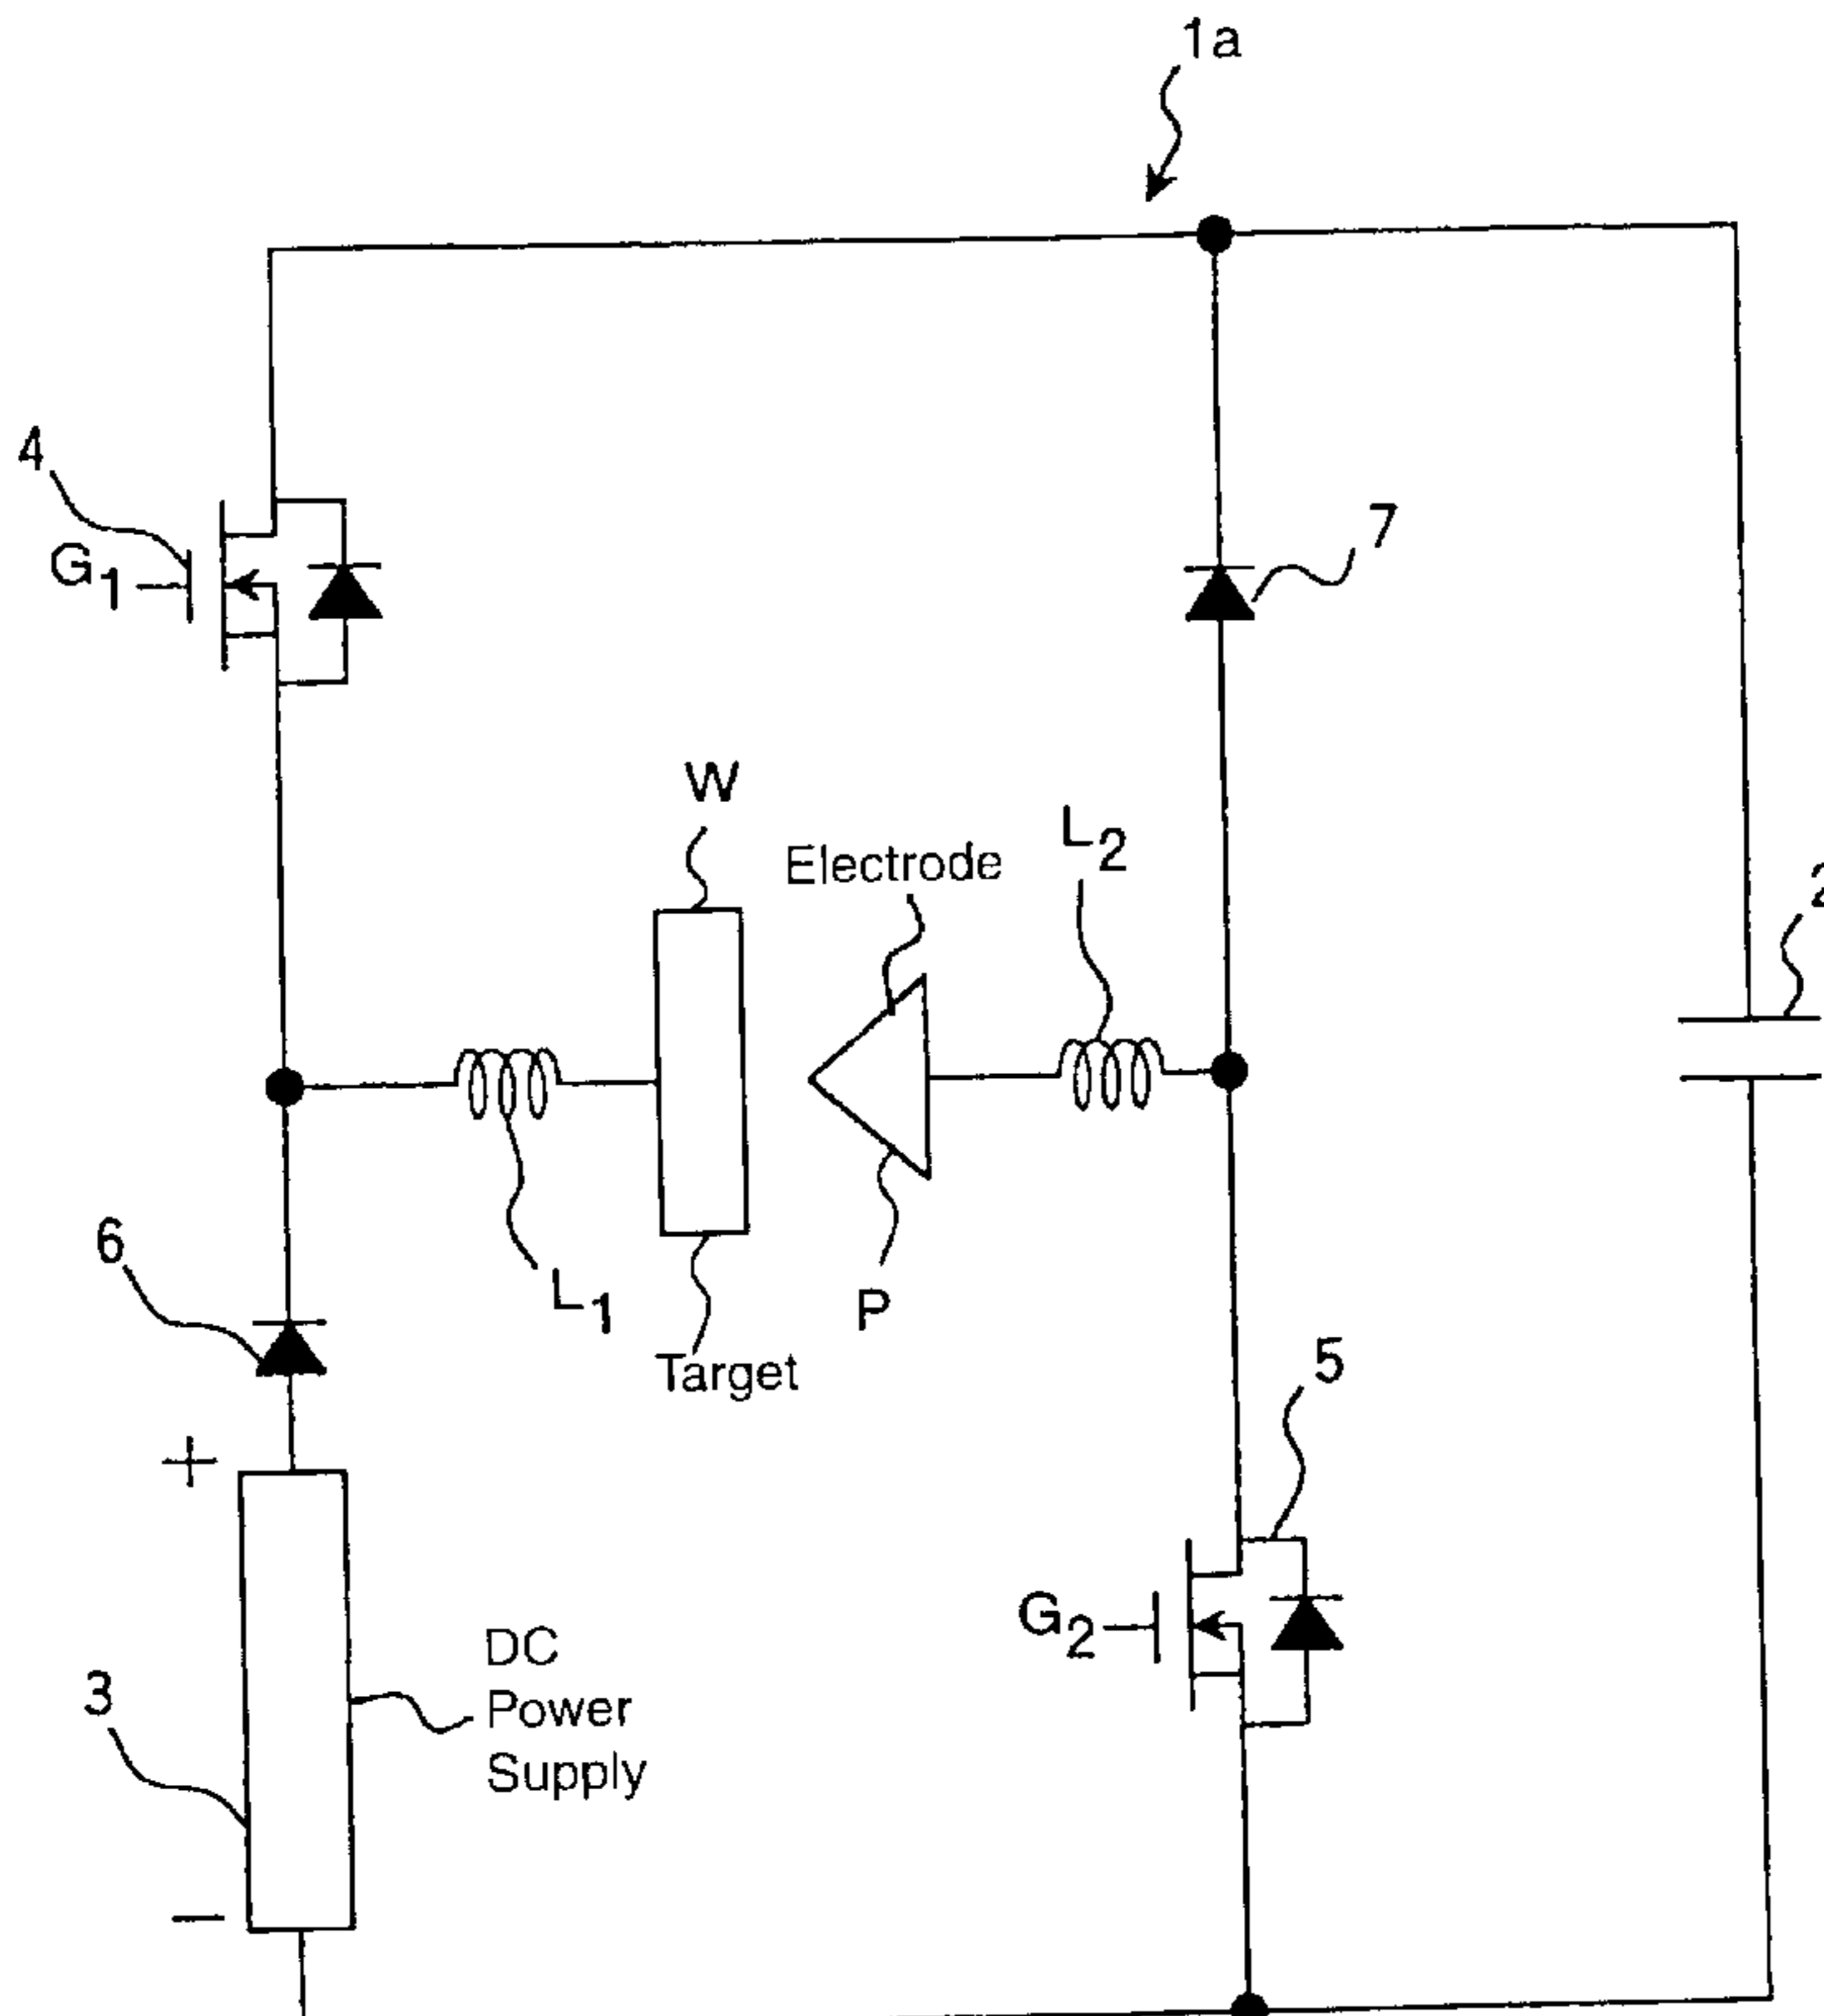 1a
4
G1
7
W
Electrode
L2
2
6
L1
P
Target
5
+
G2
DC
Power
Supply
3
−